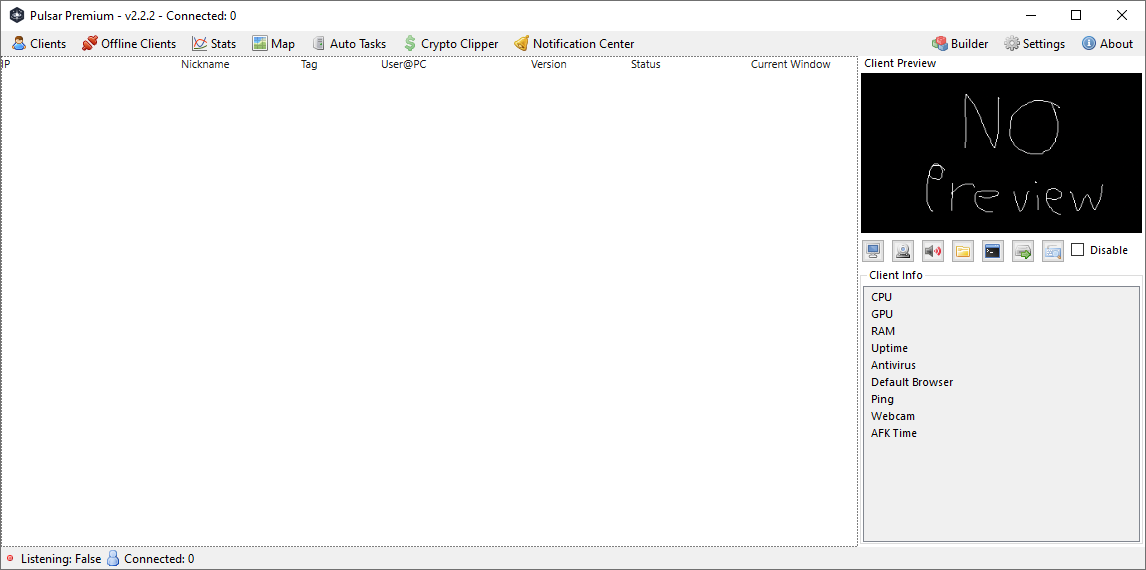 Pulsar Premium - v2.2.2 - Connected: 0
Clients Offline Clients Stats Map Auto Tasks Crypto Clipper Notification Center Builder Settings About
IP Nickname Tag User@PC Version Status Current Window
Client Preview
NO
Preview
Disable
Client Info
CPU
GPU
RAM
Uptime
Antivirus
Default Browser
Ping
Webcam
AFK Time
Listening: False Connected: 0